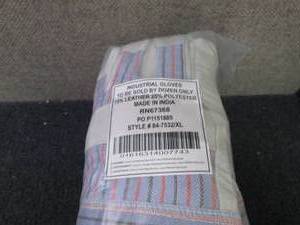 INDUSTRIAL GLOVES
TO BE SOLD BY DOZEN ONLY
75% LEATHER 25% POLYESTER
MADE IN INDIA
RN67368
PO P1151885
STYLE # 84-7532/XL